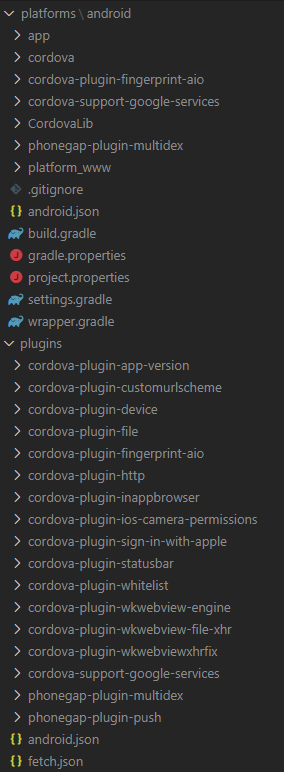 platforms \ android
app
cordova
cordova-plugin-fingerprint-aio
cordova-support-google-services
CordovaLib
phonegap-plugin-multidex
platform_www
.gitignore
{} android.json
build.gradle
J gradle.properties
J project.properties
settings.gradle
wrapper.gradle
plugins
cordova-plugin-app-version
cordova-plugin-customurlscheme
cordova-plugin-device
cordova-plugin-file
cordova-plugin-fingerprint-aio
cordova-plugin-http
cordova-plugin-inappbrowser
cordova-plugin-ios-camera-permissions
cordova-plugin-sign-in-with-apple
cordova-plugin-statusbar
cordova-plugin-whitelist
cordova-plugin-wkwebview-engine
cordova-plugin-wkwebview-file-xhr
cordova-plugin-wkwebviewxhrfix
cordova-support-google-services
phonegap-plugin-multidex
phonegap-plugin-push
{} android.json
{} fetch.json